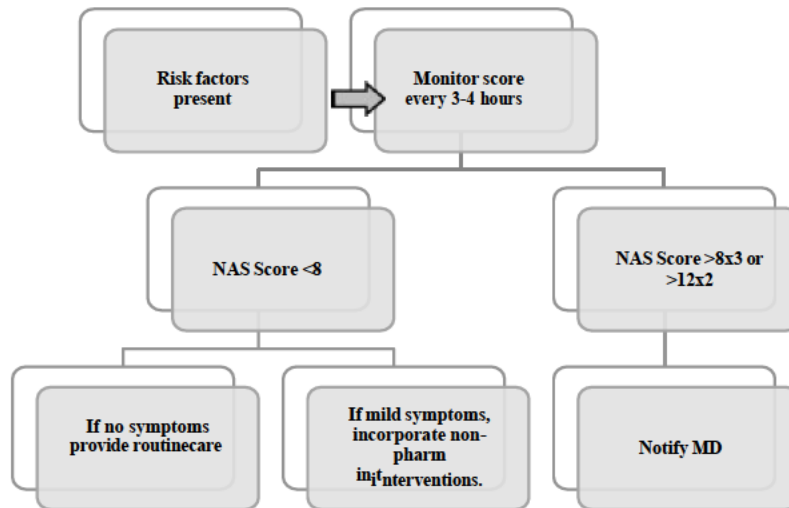 Risk factors
present
Monitor score
every 3-4 hours
NAS Score <8
NAS Score >8x3 or
>12x2
If no symptoms
provide routinecare
If mild symptoms,
incorporate non-
pharm
initnterventions.
Notify MD